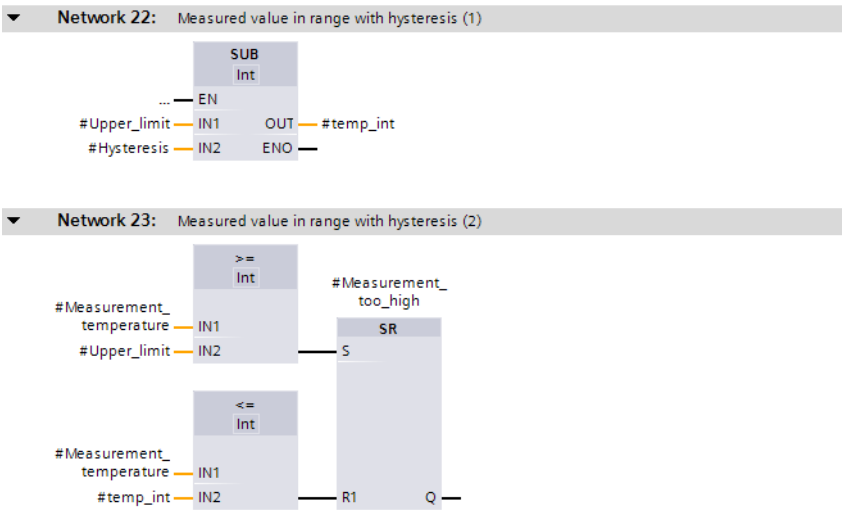 Network 22: Measured value in range with hysteresis (1)
SUB
Int
... EN
#Upper_limit IN1 OUT #temp_int
#Hysteresis IN2 ENO
Network 23: Measured value in range with hysteresis (2)
>=
Int
#Measurement_
too_high
#Measurement_
temperature IN1
SR
#Upper_limit IN2 S
<=
Int
#Measurement_
temperature IN1
#temp_int IN2 R1 Q